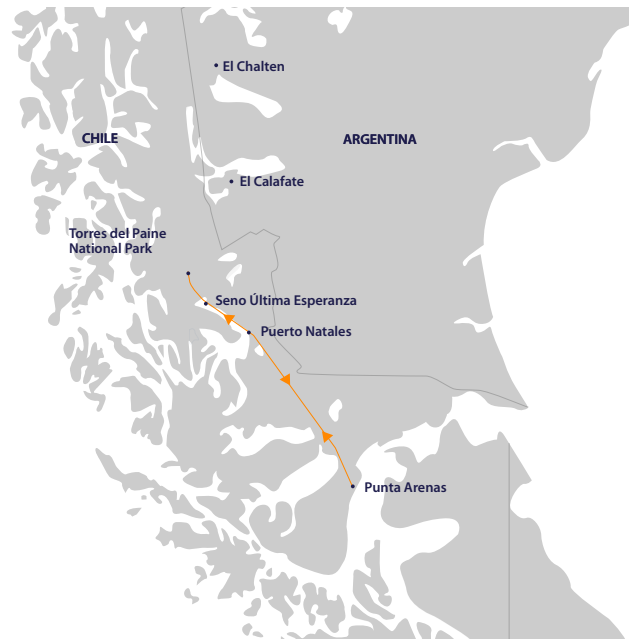 El Chalten
CHILE
ARGENTINA
El Calafate
Torres del Paine
National Park
Seno Última Esperanza
Puerto Natales
Punta Arenas